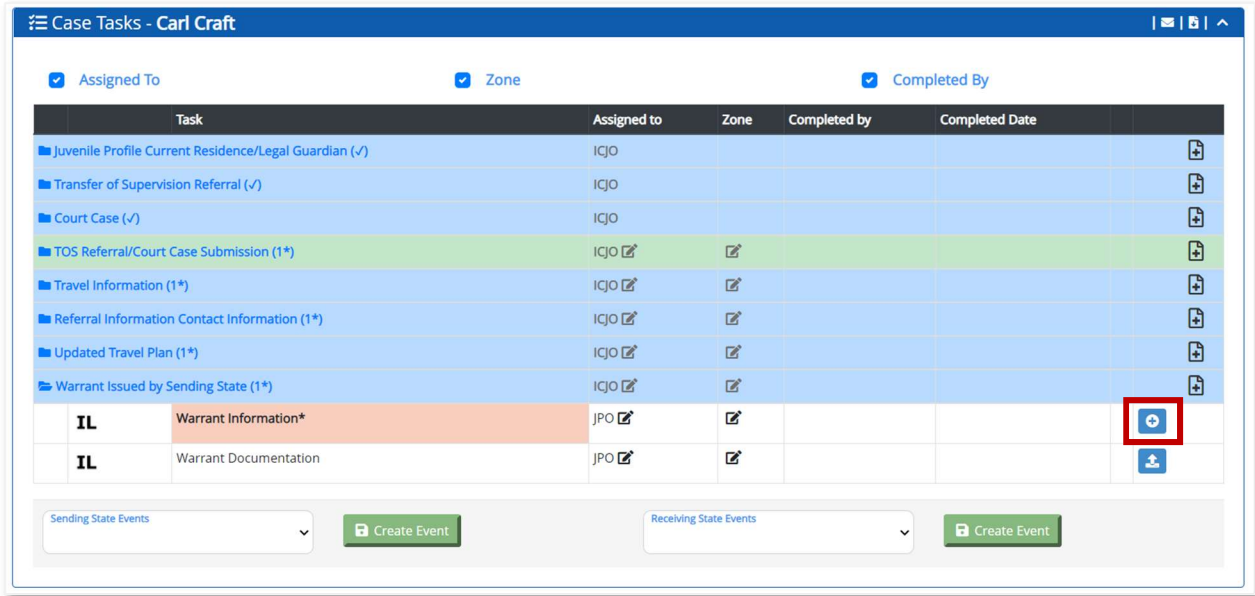 Case Tasks - Carl Craft
Assigned To Zone Completed By
Task Assigned to Zone Completed by Completed Date
Juvenile Profile Current Residence/Legal Guardian (✓) ICJO
Transfer of Supervision Referral (✓) ICJO
Court Case (✓) ICJO
TOS Referral/Court Case Submission (1*) ICJO
Travel Information (1*) ICJO
Referral Information Contact Information (1*) ICJO
Updated Travel Plan (1*) ICJO
Warrant Issued by Sending State (1*) ICJO
IL Warrant Information* JPO
IL Warrant Documentation JPO
Sending State Events Create Event Receiving State Events Create Event